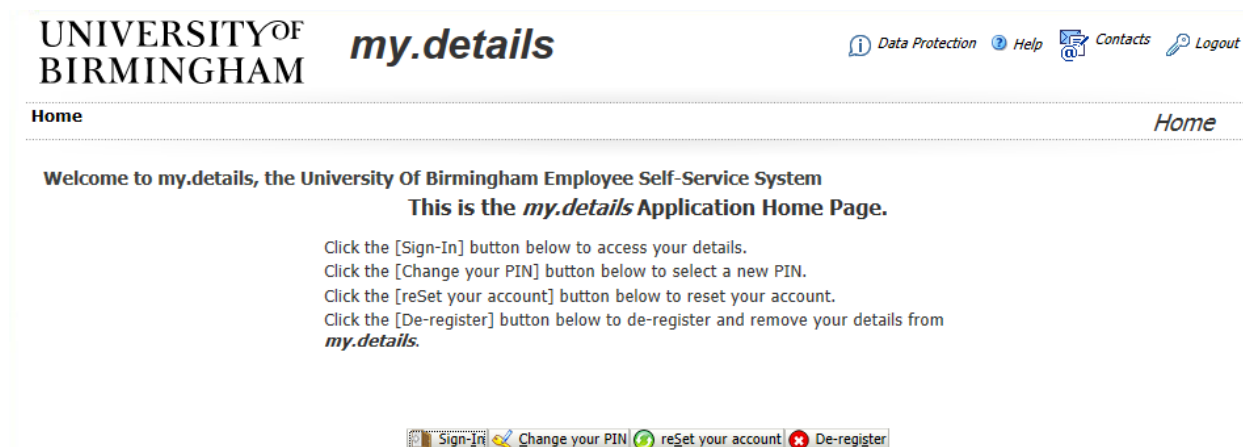 UNIVERSITY OF
BIRMINGHAM
my.details
Data Protection Help Contacts Logout
Home
Home
Welcome to my.details, the University Of Birmingham Employee Self-Service System
This is the my.details Application Home Page.
Click the [Sign-In] button below to access your details.
Click the [Change your PIN] button below to select a new PIN.
Click the [reSet your account] button below to reset your account.
Click the [De-register] button below to de-register and remove your details from
my.details.
Sign-In Change your PIN reSet your account De-register